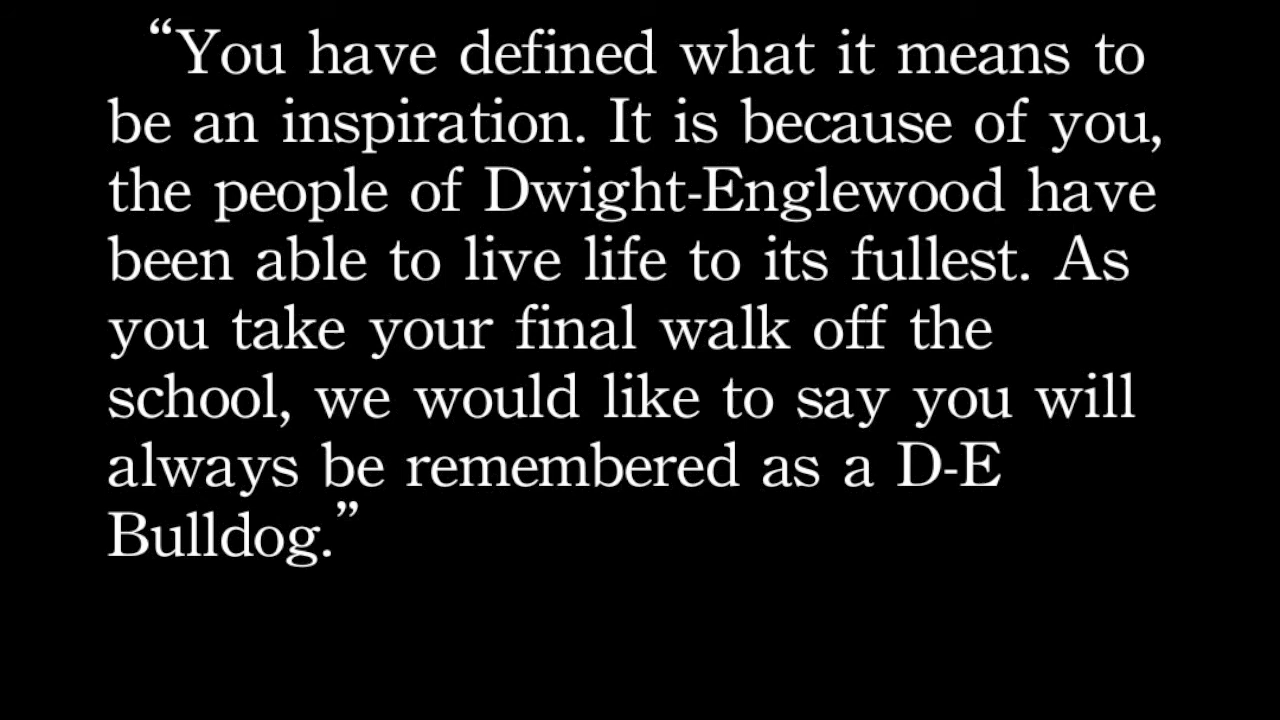 “You have defined what it means to
be an inspiration. It is because of you,
the people of Dwight-Englewood have
been able to live life to its fullest. As
you take your final walk off the
school, we would like to say you will
always be remembered as a D-E
Bulldog.”